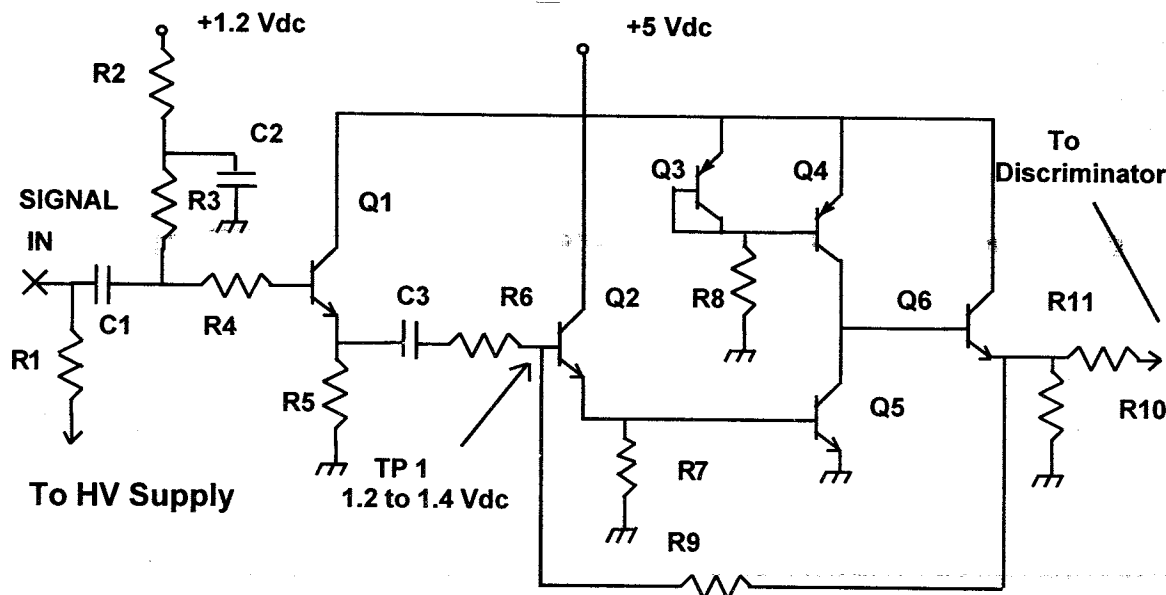 +1.2 Vdc
+5 Vdc
R2
C2
To
Discriminator
Q3
Q4
SIGNAL
IN
R3
Q1
C1
R4
C3
R6
Q2
R8
Q6
R11
R1
R5
Q5
R10
TP 1
1.2 to 1.4 Vdc
R7
To HV Supply
R9